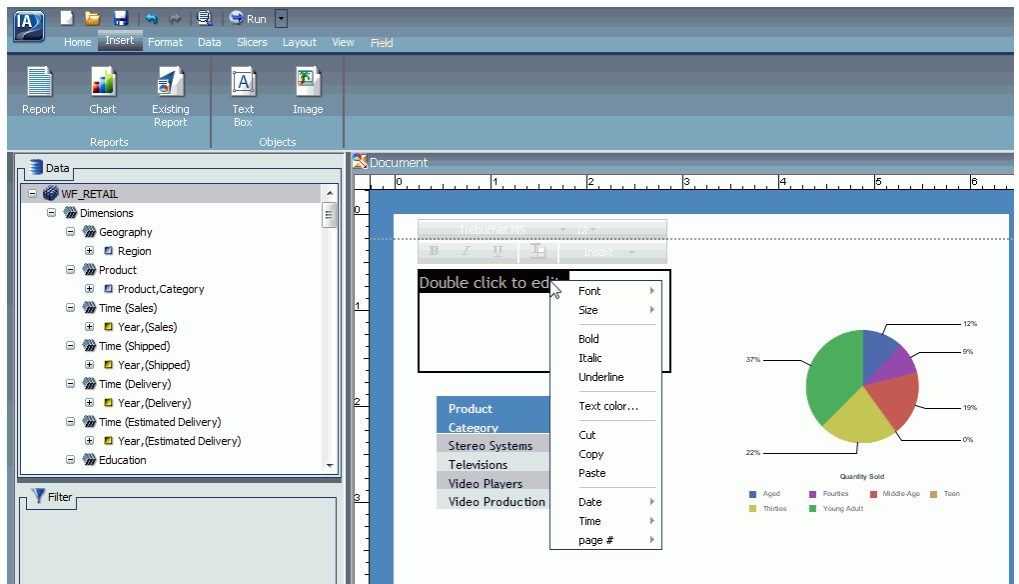 IA
Run
Home Insert Format Data Slicers Layout View Field
Report
Chart
Existing
Report
Reports
Text
Box
Image
Objects
Data
WF_RETAIL
Dimensions
Geography
Region
Product
Product,Category
Time (Sales)
Year,(Sales)
Time (Shipped)
Year,(Shipped)
Time (Delivery)
Year,(Delivery)
Time (Estimated Delivery)
Year,(Estimated Delivery)
Education
Filter
Document
0 1 2 3 4 5 6
0
1
2
3
Trebuchet MS 12
B I U T Insert
Double click to edit
Font
Size
Bold
Italic
Underline
Text color...
Cut
Copy
Paste
Date
Time
page #
Product
Category
Stereo Systems
Televisions
Video Players
Video Production
12%
9%
37%
19%
0%
22%
Quantity Sold
Aged Fourties Middle-Age Teen
Thirties Young Adult